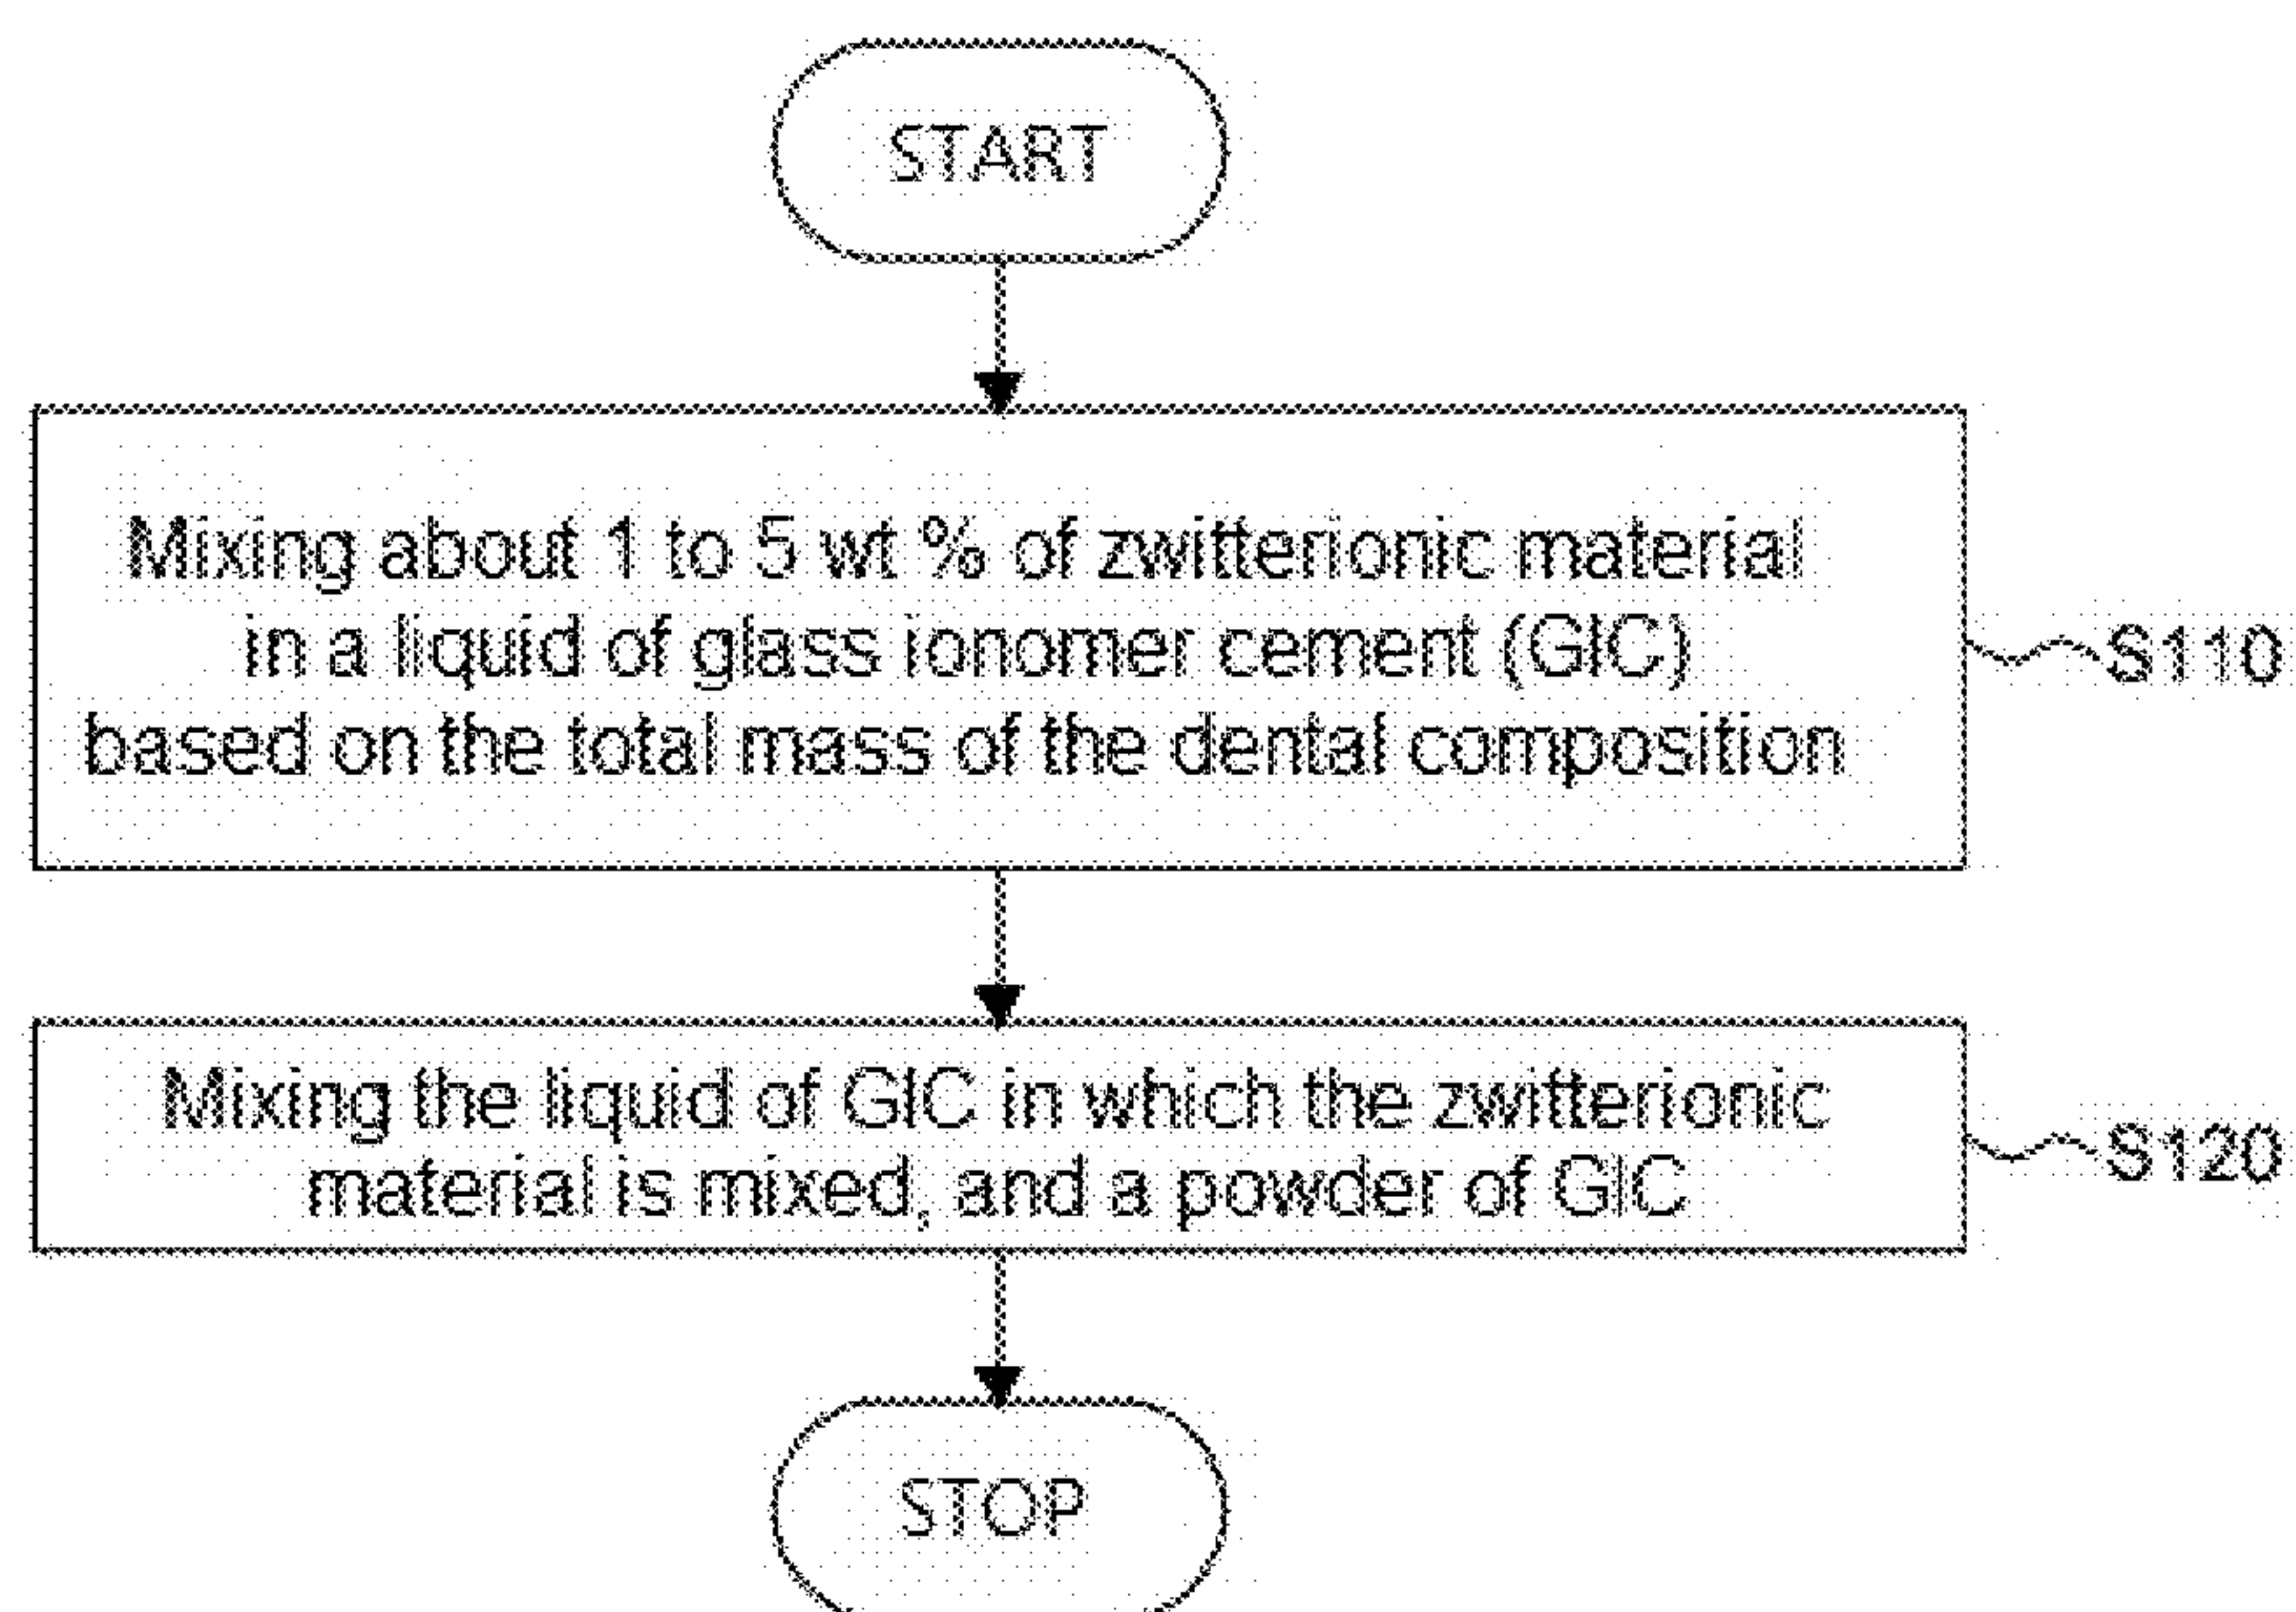 START
Mixing about 1 to 5 wt % of zwitterionic material
in a liquid of glass ionomer cement (GIC)
based on the total mass of the dental composition
S110
Mixing the liquid of GIC in which the zwitterionic
material is mixed, and a powder of GIC
S120
STOP